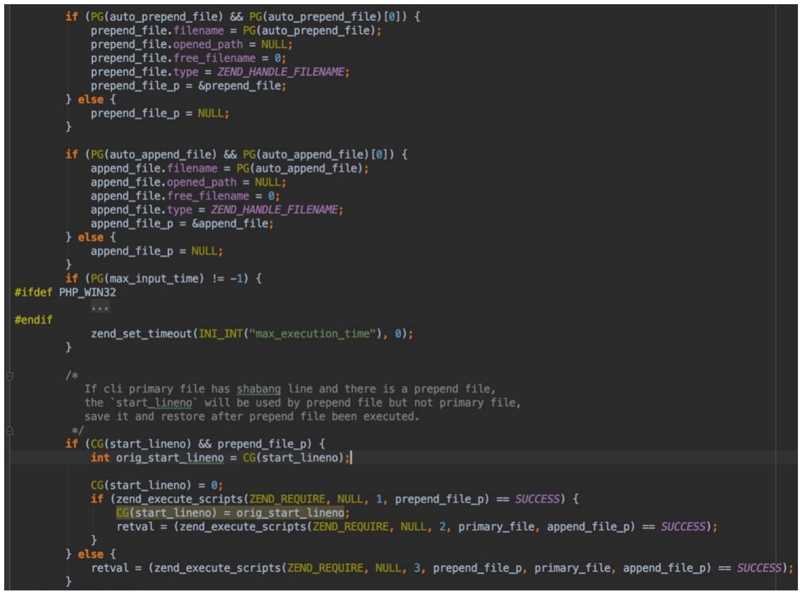 if (PG(auto_prepend_file) && PG(auto_prepend_file)[0]) {
prepend_file.filename = PG(auto_prepend_file);
prepend_file.opened_path = NULL;
prepend_file.free_filename = 0;
prepend_file.type = ZEND_HANDLE_FILENAME;
prepend_file_p = &prepend_file;
} else {
prepend_file_p = NULL;
}
if (PG(auto_append_file) && PG(auto_append_file)[0]) {
append_file.filename = PG(auto_append_file);
append_file.opened_path = NULL;
append_file.free_filename = 0;
append_file.type = ZEND_HANDLE_FILENAME;
append_file_p = &append_file;
} else {
append_file_p = NULL;
}
if (PG(max_input_time) != -1) {
#ifdef PHP_WIN32
...
#endif
zend_set_timeout(INI_INT("max_execution_time"), 0);
}
/*
If cli primary file has shabang line and there is a prepend file,
the `start_lineno` will be used by prepend file but not primary file,
save it and restore after prepend file been executed.
*/
if (CG(start_lineno) && prepend_file_p) {
int orig_start_lineno = CG(start_lineno);
CG(start_lineno) = 0;
if (zend_execute_scripts(ZEND_REQUIRE, NULL, 1, prepend_file_p) == SUCCESS) {
CG(start_lineno) = orig_start_lineno;
retval = (zend_execute_scripts(ZEND_REQUIRE, NULL, 2, primary_file, append_file_p) == SUCCESS);
}
} else {
retval = (zend_execute_scripts(ZEND_REQUIRE, NULL, 3, prepend_file_p, primary_file, append_file_p) == SUCCESS);
}